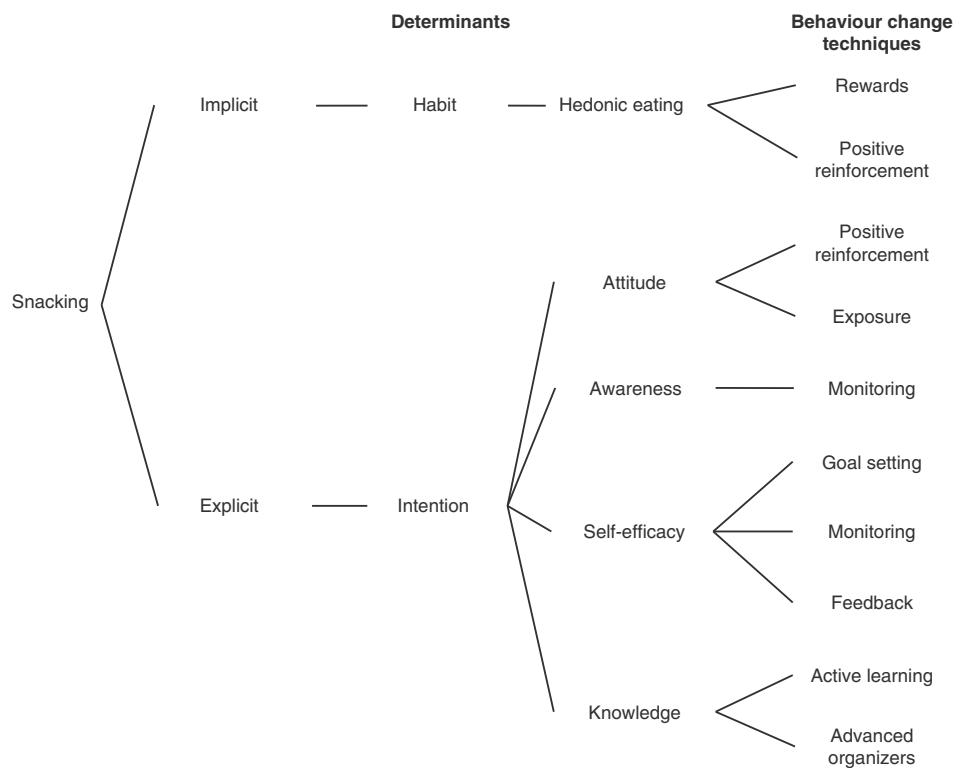 Determinants
Behaviour change
techniques
Implicit
Habit
Hedonic eating
Rewards
Positive
reinforcement
Snacking
Attitude
Positive
reinforcement
Exposure
Awareness
Monitoring
Explicit
Intention
Self-efficacy
Goal setting
Monitoring
Feedback
Knowledge
Active learning
Advanced
organizers